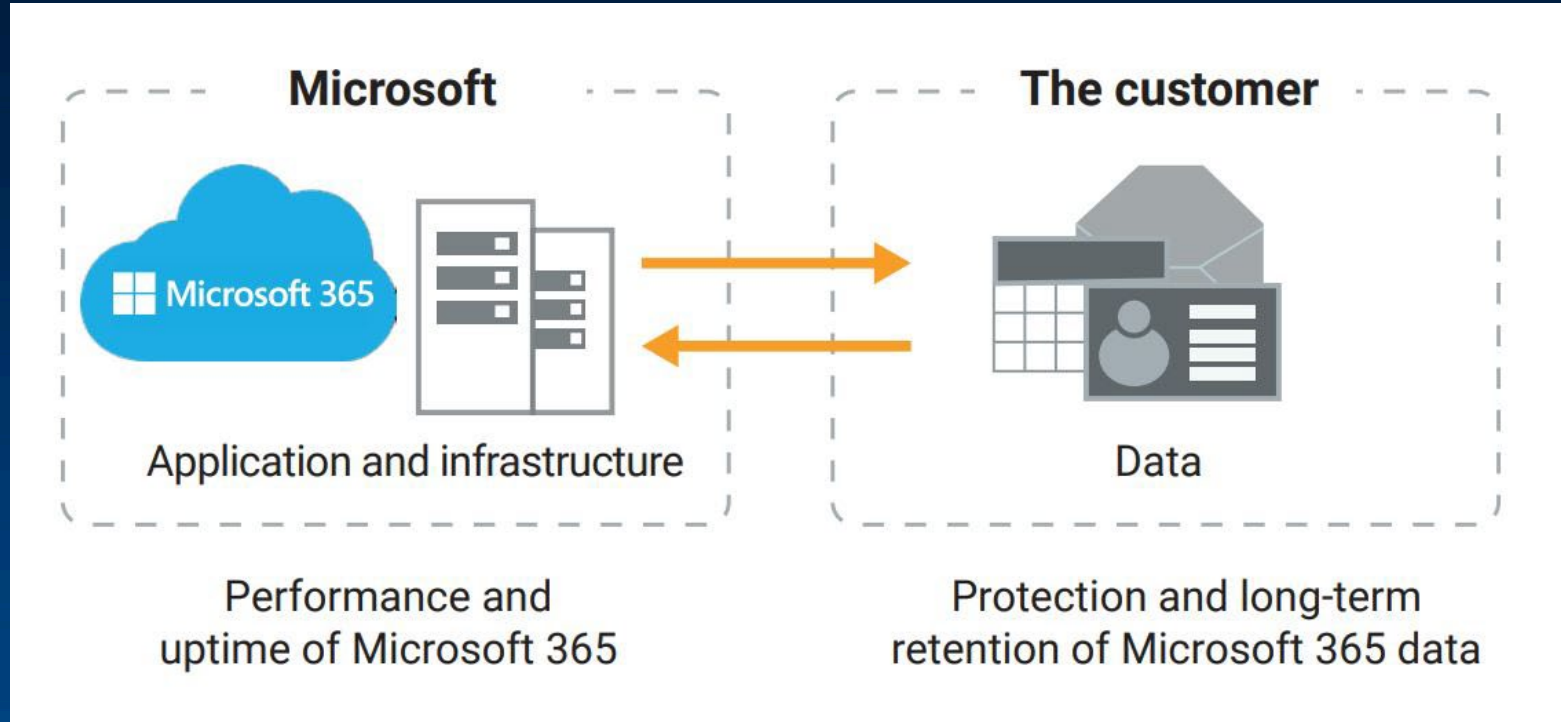 Microsoft
Microsoft 365
Application and infrastructure
Performance and
uptime of Microsoft 365
The customer
Data
Protection and long-term
retention of Microsoft 365 data